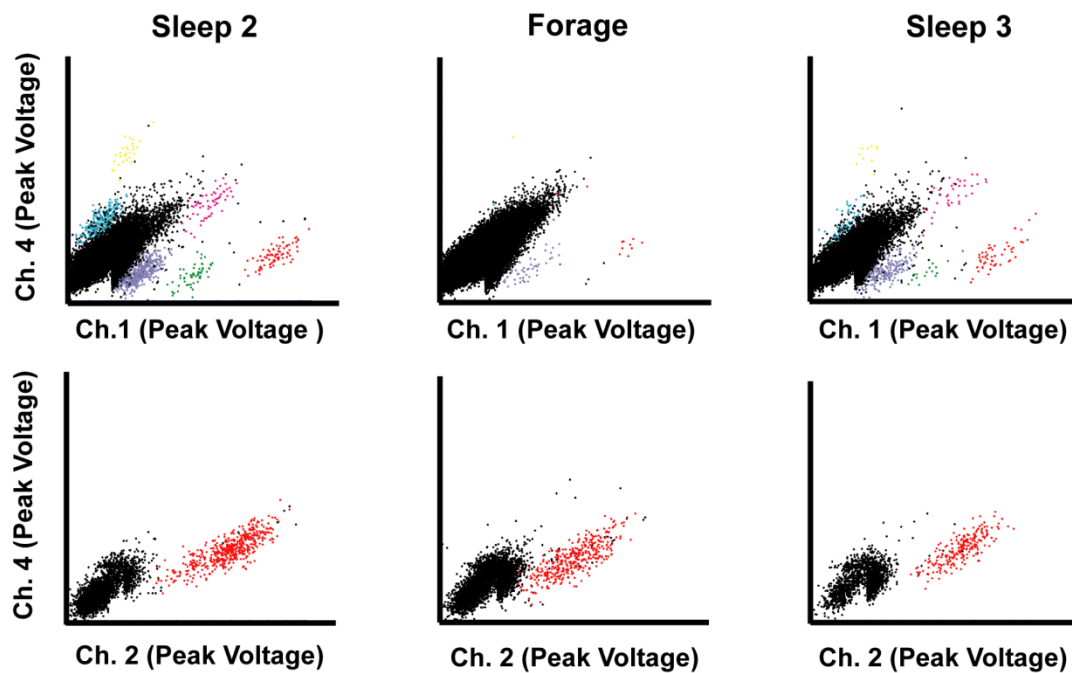 Sleep 2
Forage
Sleep 3
Ch. 4 (Peak Voltage)
Ch.1 (Peak Voltage )
Ch. 1 (Peak Voltage)
Ch. 1 (Peak Voltage)
Ch. 4 (Peak Voltage)
Ch. 2 (Peak Voltage)
Ch. 2 (Peak Voltage)
Ch. 2 (Peak Voltage)